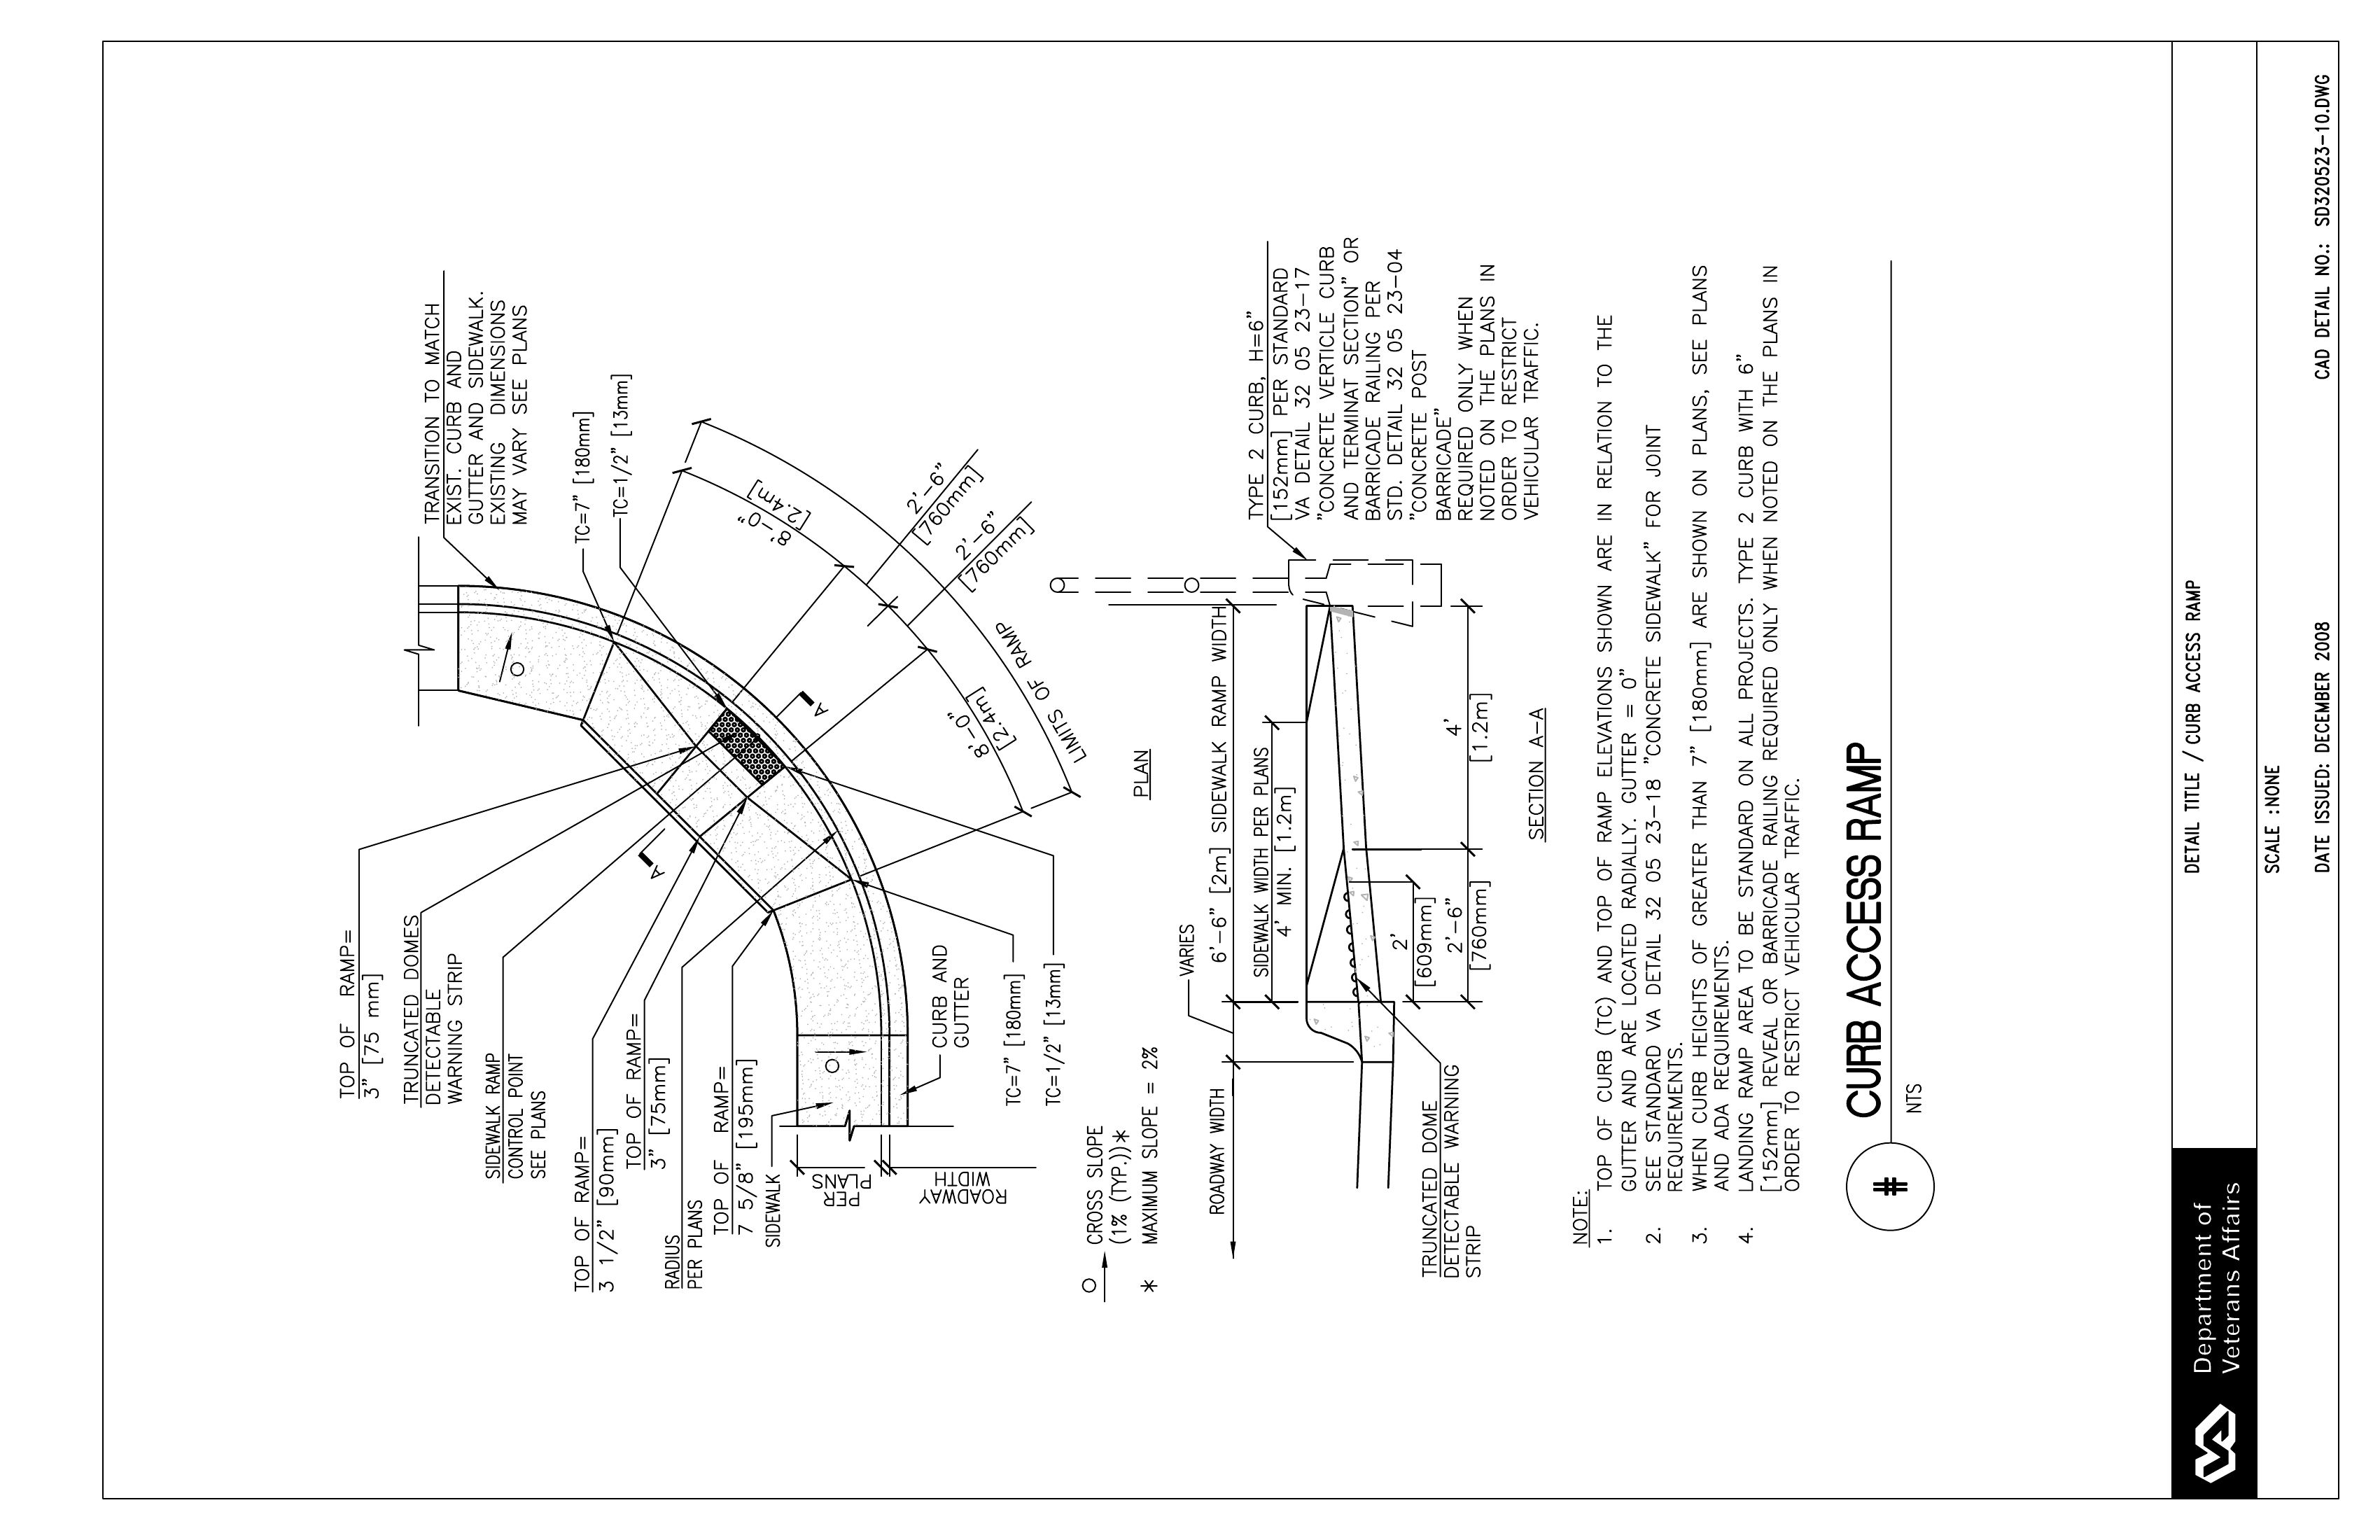 TRANSITION TO MATCH
EXIST. CURB AND
GUTTER AND SIDEWALK.
EXISTING DIMENSIONS
MAY VARY SEE PLANS
TC=7" [180mm]
TC=1/2" [13mm]
TOP OF RAMP=
3" [75 mm]
TRUNCATED DOMES
DETECTABLE
WARNING STRIP
SIDEWALK RAMP
CONTROL POINT
SEE PLANS
TOP OF RAMP=
3 1/2" [90mm]
TOP OF RAMP=
3" [75mm]
RADIUS
PER PLANS
TOP OF RAMP=
7 5/8" [195mm]
SIDEWALK
PER
PLANS
ROADWAY
WIDTH
CURB AND
GUTTER
TC=7" [180mm]
TC=1/2" [13mm]
8'-0"
[2.4m]
2'-6"
[760mm]
2'-6"
[760mm]
8'-0"
[2.4m]
LIMITS OF RAMP
A
A
CROSS SLOPE
(1% (TYP.))*
* MAXIMUM SLOPE = 2%
PLAN
VARIES
ROADWAY WIDTH
6'-6" [2m] SIDEWALK RAMP WIDTH
SIDEWALK WIDTH PER PLANS
4' MIN. [1.2m]
TYPE 2 CURB, H=6"
[152mm] PER STANDARD
VA DETAIL 32 05 23-17
"CONCRETE VERTICLE CURB
AND TERMINAT SECTION" OR
BARRICADE RAILING PER
STD. DETAIL 32 05 23-04
"CONCRETE POST
BARRICADE"
REQUIRED ONLY WHEN
NOTED ON THE PLANS IN
ORDER TO RESTRICT
VEHICULAR TRAFFIC.
2'
[609mm]
2'-6"
[760mm]
4'
[1.2m]
TRUNCATED DOME
DETECTABLE WARNING
STRIP
SECTION A-A
NOTE:
1. TOP OF CURB (TC) AND TOP OF RAMP ELEVATIONS SHOWN ARE IN RELATION TO THE
GUTTER AND ARE LOCATED RADIALLY. GUTTER = 0"
2. SEE STANDARD VA DETAIL 32 05 23-18 "CONCRETE SIDEWALK" FOR JOINT
REQUIREMENTS.
3. WHEN CURB HEIGHTS OF GREATER THAN 7" [180mm] ARE SHOWN ON PLANS, SEE PLANS
AND ADA REQUIREMENTS.
4. LANDING RAMP AREA TO BE STANDARD ON ALL PROJECTS. TYPE 2 CURB WITH 6"
[152mm] REVEAL OR BARRICADE RAILING REQUIRED ONLY WHEN NOTED ON THE PLANS IN
ORDER TO RESTRICT VEHICULAR TRAFFIC.
# CURB ACCESS RAMP
NTS
VA
Department of
Veterans Affairs
DETAIL TITLE / CURB ACCESS RAMP
SCALE :NONE
DATE ISSUED: DECEMBER 2008
CAD DETAIL NO.: SD320523-10.DWG